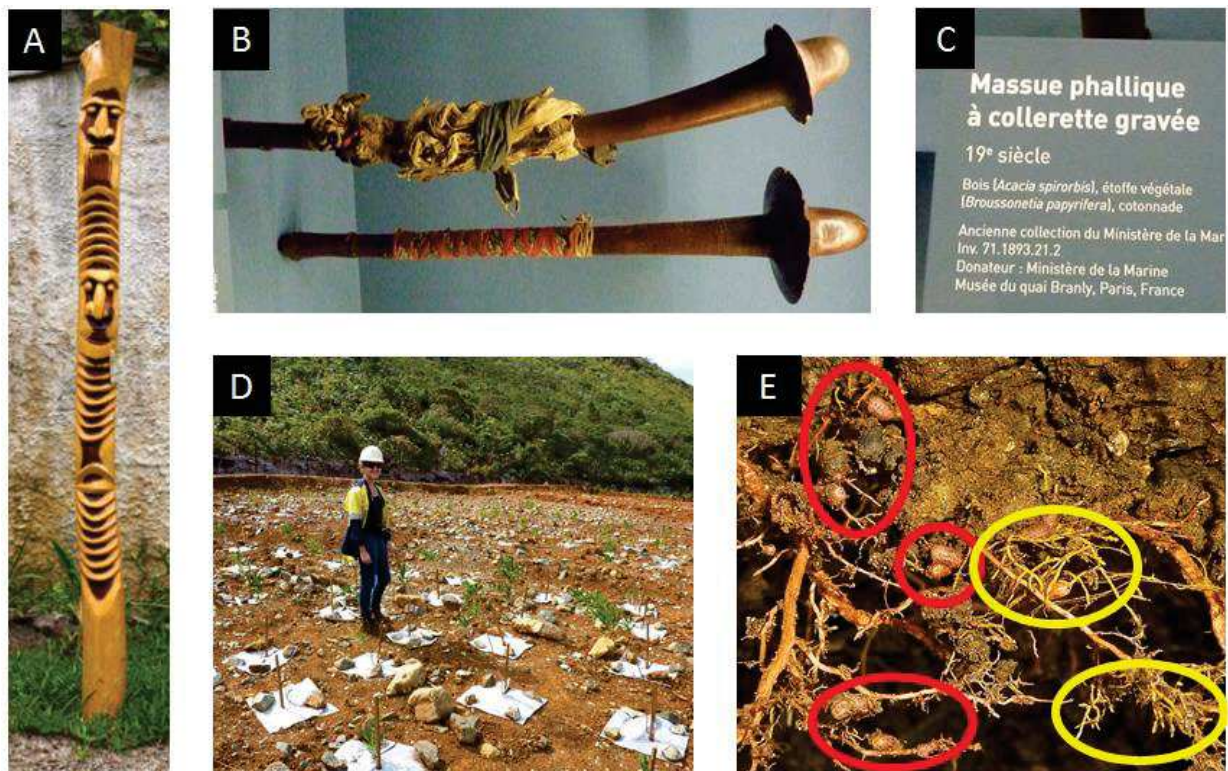 A
B
C
Massue phallique
à collerette gravée
19e siècle
Bois (Acacia spirorbis), étoffe végétale
(Broussonetia papyrifera), cotonnade
Ancienne collection du Ministère de la Mar
Inv. 71.1893.21.2
Donateur : Ministère de la Marine
Musée du quai Branly, Paris, France
D
E